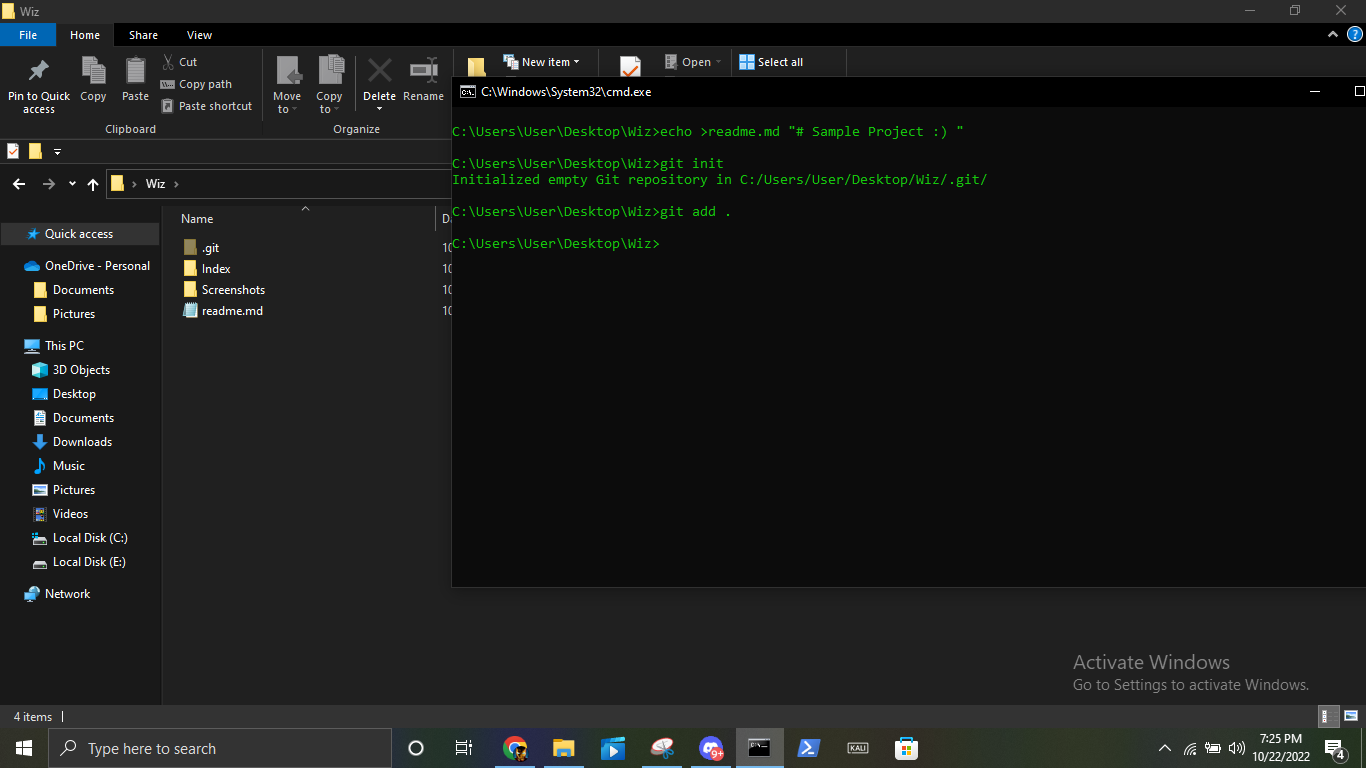 Wiz
File Home Share View
Pin to Quick access
Copy
Paste
Cut
Copy path
Paste shortcut
Clipboard
Move to
Copy to
Delete
Rename
Organize
New item
Open
Select all
Wiz
Name
.git
Index
Screenshots
readme.md
10
10
10
10
Quick access
OneDrive - Personal
Documents
Pictures
This PC
3D Objects
Desktop
Documents
Downloads
Music
Pictures
Videos
Local Disk (C:)
Local Disk (E:)
Network
C:\Windows\System32\cmd.exe
C:\Users\User\Desktop\Wiz>echo >readme.md "# Sample Project :) "
C:\Users\User\Desktop\Wiz>git init
Initialized empty Git repository in C:/Users/User/Desktop/Wiz/.git/
C:\Users\User\Desktop\Wiz>git add .
C:\Users\User\Desktop\Wiz>
Activate Windows
Go to Settings to activate Windows.
4 items
Type here to search
9+
KALI
7:25 PM
10/22/2022
4